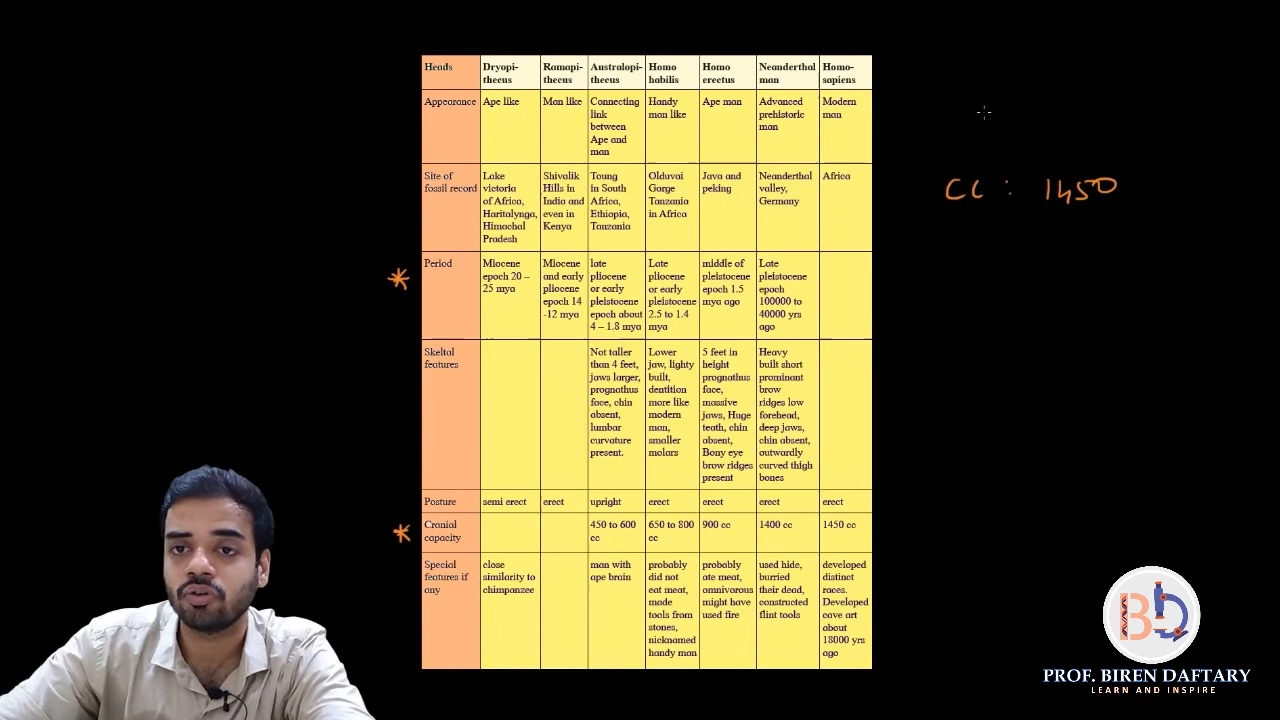 Heads
Dryopi-
thecus
Ramapi-
thecus
Australopi-
thecus
Homo
habilis
Homo
erectus
Neanderthal
man
Homo-
sapiens
Appearance
Ape like
Man like
Connecting
link
between
Ape and
man
Handy
man like
Ape man
Advanced
prehistoric
man
Modern
man
Site of
fossil record
Lake
victoria
of Africa,
Haritalynga,
Himachal
Pradesh
Shivalik
Hills in
India and
even in
Kenya
Toung
in South
Africa,
Ethiopia,
Tanzania
Olduvai
Gorge
Tanzania
in Africa
Java and
peking
Neanderthal
valley,
Germany
Africa
Period
Miocene
epoch 20 –
25 mya
Miocene
and early
pliocene
epoch 14
-12 mya
late
pliocene
or early
pleistocene
epoch about
4 – 1.8 mya
Late
pliocene
or early
pleistocene
2.5 to 1.4
mya
middle of
pleistocene
epoch 1.5
mya ago
Late
pleistocene
epoch
100000 to
40000 yrs
ago
Skeltal
features
Not taller
than 4 feet,
jaws larger,
prognathus
face, chin
absent,
lumbar
curvature
present.
Lower
jaw, lighty
built,
dentition
more like
modern
man,
smaller
molars
5 feet in
height
prognathus
face,
massive
jaws, Huge
teath, chin
absent,
Bony eye
brow ridges
present
Heavy
built short
prominant
brow
ridges low
forehead,
deep jaws,
chin absent,
outwardly
curved thigh
bones
Posture
semi erect
erect
upright
erect
erect
erect
erect
Cranial
capacity
450 to 600
cc
650 to 800
cc
900 cc
1400 cc
1450 cc
Special
features if
any
close
similarity to
chimpanzee
man with
ape brain
probably
did not
eat meat,
made
tools from
stones,
nicknamed
handy man
probably
ate meat,
omnivorous
might have
used fire
used hide,
burried
their dead,
constructed
flint tools
developed
distinct
races.
Developed
cave art
about
18000 yrs
ago
CC : 1450
BD
PROF. BIREN DAFTARY
LEARN AND INSPIRE